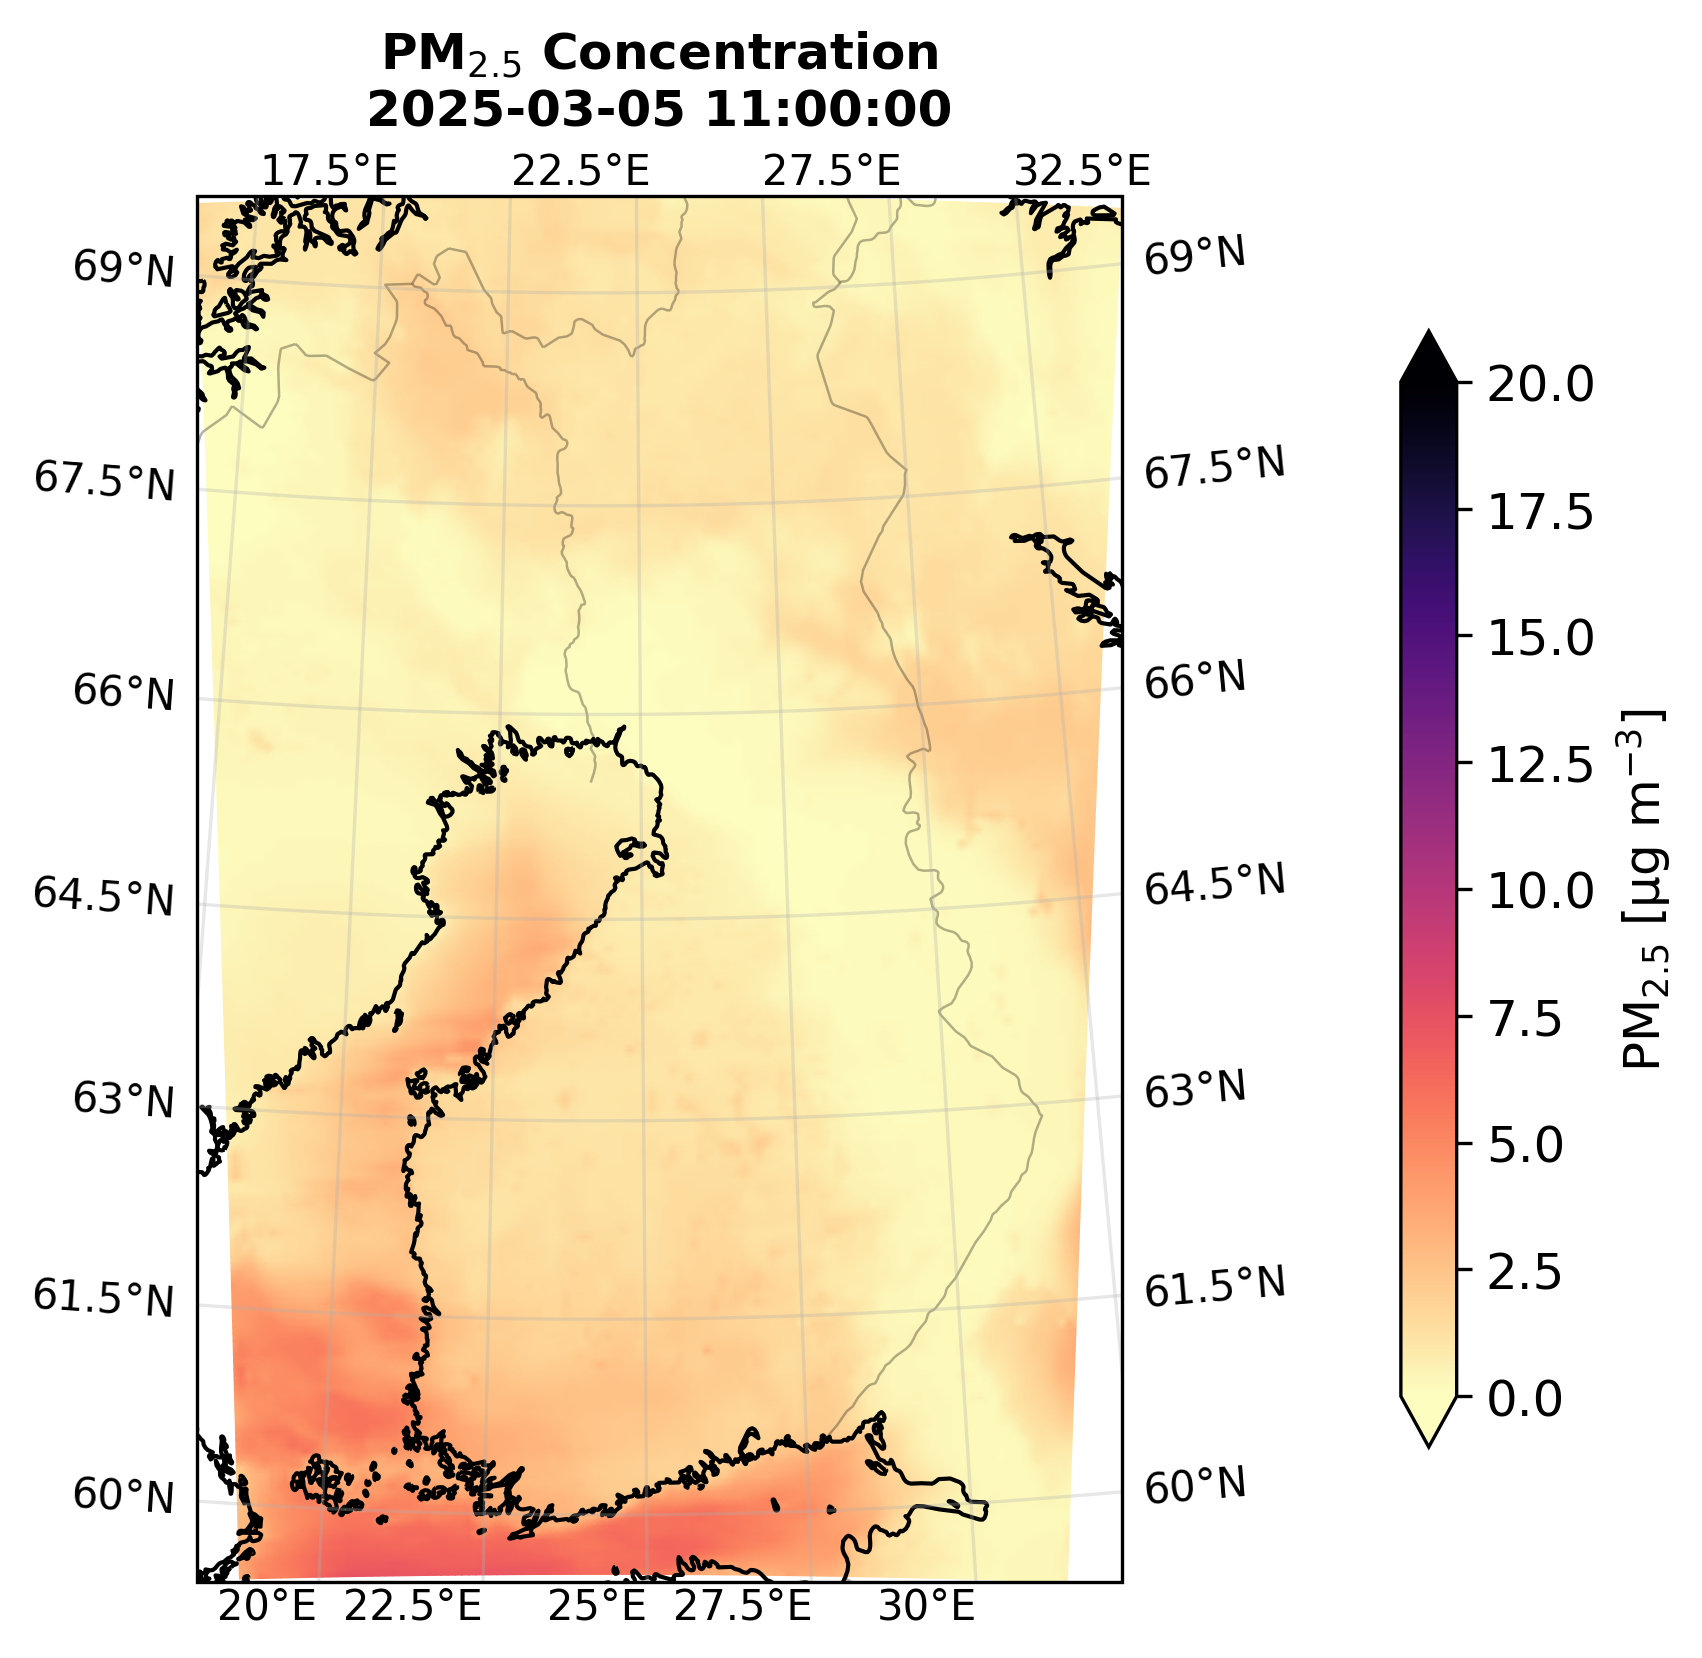 PM2.5 Concentration
2025-03-05 11:00:00
17.5°E 22.5°E 27.5°E 32.5°E
69°N 69°N
67.5°N 67.5°N
66°N 66°N
64.5°N 64.5°N
63°N 63°N
61.5°N 61.5°N
60°N 60°N
20°E 22.5°E 25°E 27.5°E 30°E
20.0
17.5
15.0
12.5
10.0
7.5
5.0
2.5
0.0
PM2.5 [µg m−3]